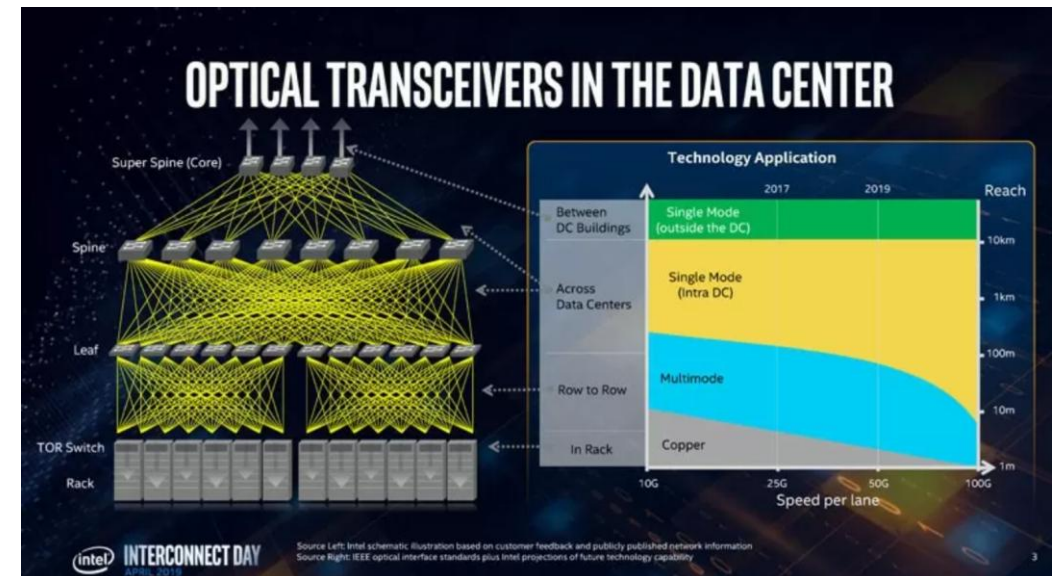 OPTICAL TRANSCEIVERS IN THE DATA CENTER
Super Spine (Core)
Spine
Leaf
TOR Switch
Rack
Technology Application
2017
2019
Reach
Between
DC Buildings
Across
Data Centers
Row to Row
In Rack
Single Mode
(outside the DC)
Single Mode
(Intra DC)
Multimode
Copper
10km
1km
100m
10m
1m
10G
25G
50G
100G
Speed per lane
intel
INTERCONNECT DAY
APRIL 2019
Source Left: Intel schematic illustration based on customer feedback and publicly published network information
Source Right: IEEE optical interface standards plus Intel projections of future technology capability
3